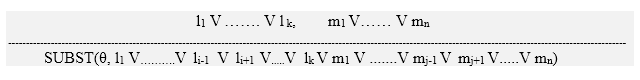 l1 V ……. V lk, m1 V…… V mn
SUBST(θ, l1 V..........V li-1 V li+1 V.....V lk V m1 V …….V mj-1 V mj+1 V.....V mn)